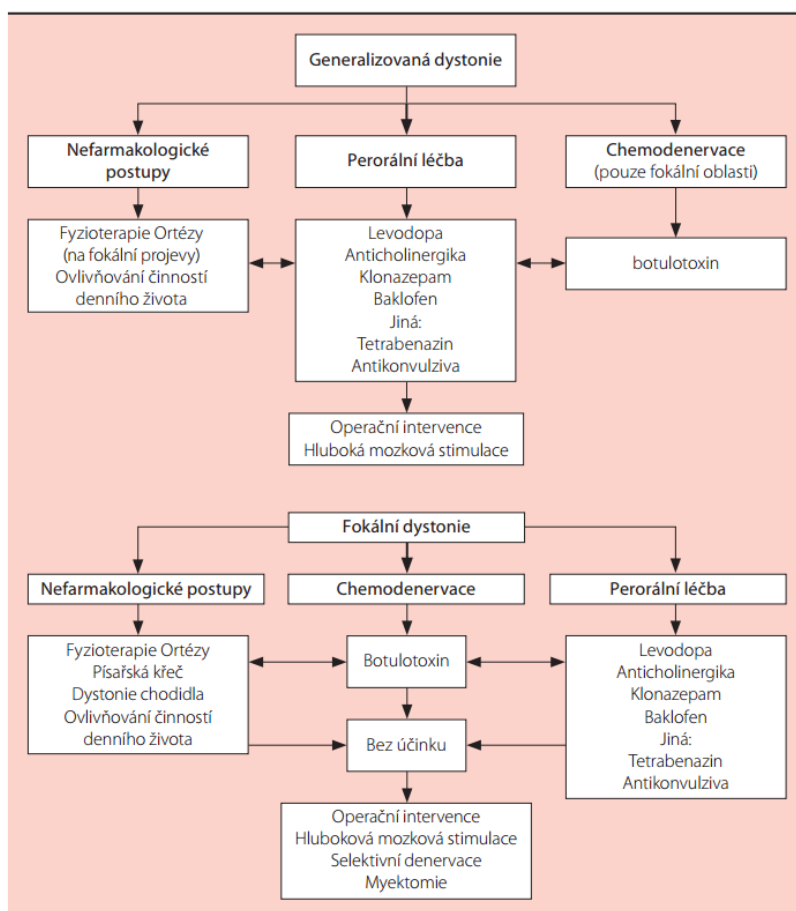 Generalizovaná dystonie
Nefarmakologické
postupy
Perorální léčba
Chemodenervace
(pouze fokální oblasti)
Fyzioterapie Ortézy
(na fokální projevy)
Ovlivňování činností
denního života
Levodopa
Anticholinergika
Klonazepam
Baklofen
Jiná:
Tetrabenazin
Antikonvulziva
botulotoxin
Operační intervence
Hluboká mozková stimulace
Fokální dystonie
Nefarmakologické postupy
Chemodenervace
Perorální léčba
Fyzioterapie Ortézy
Písařská křeč
Dystonie chodidla
Ovlivňování činností
denního života
Botulotoxin
Levodopa
Anticholinergika
Klonazepam
Baklofen
Jiná:
Tetrabenazin
Antikonvulziva
Bez účinku
Operační intervence
Hluboková mozková stimulace
Selektivní denervace
Myektomie